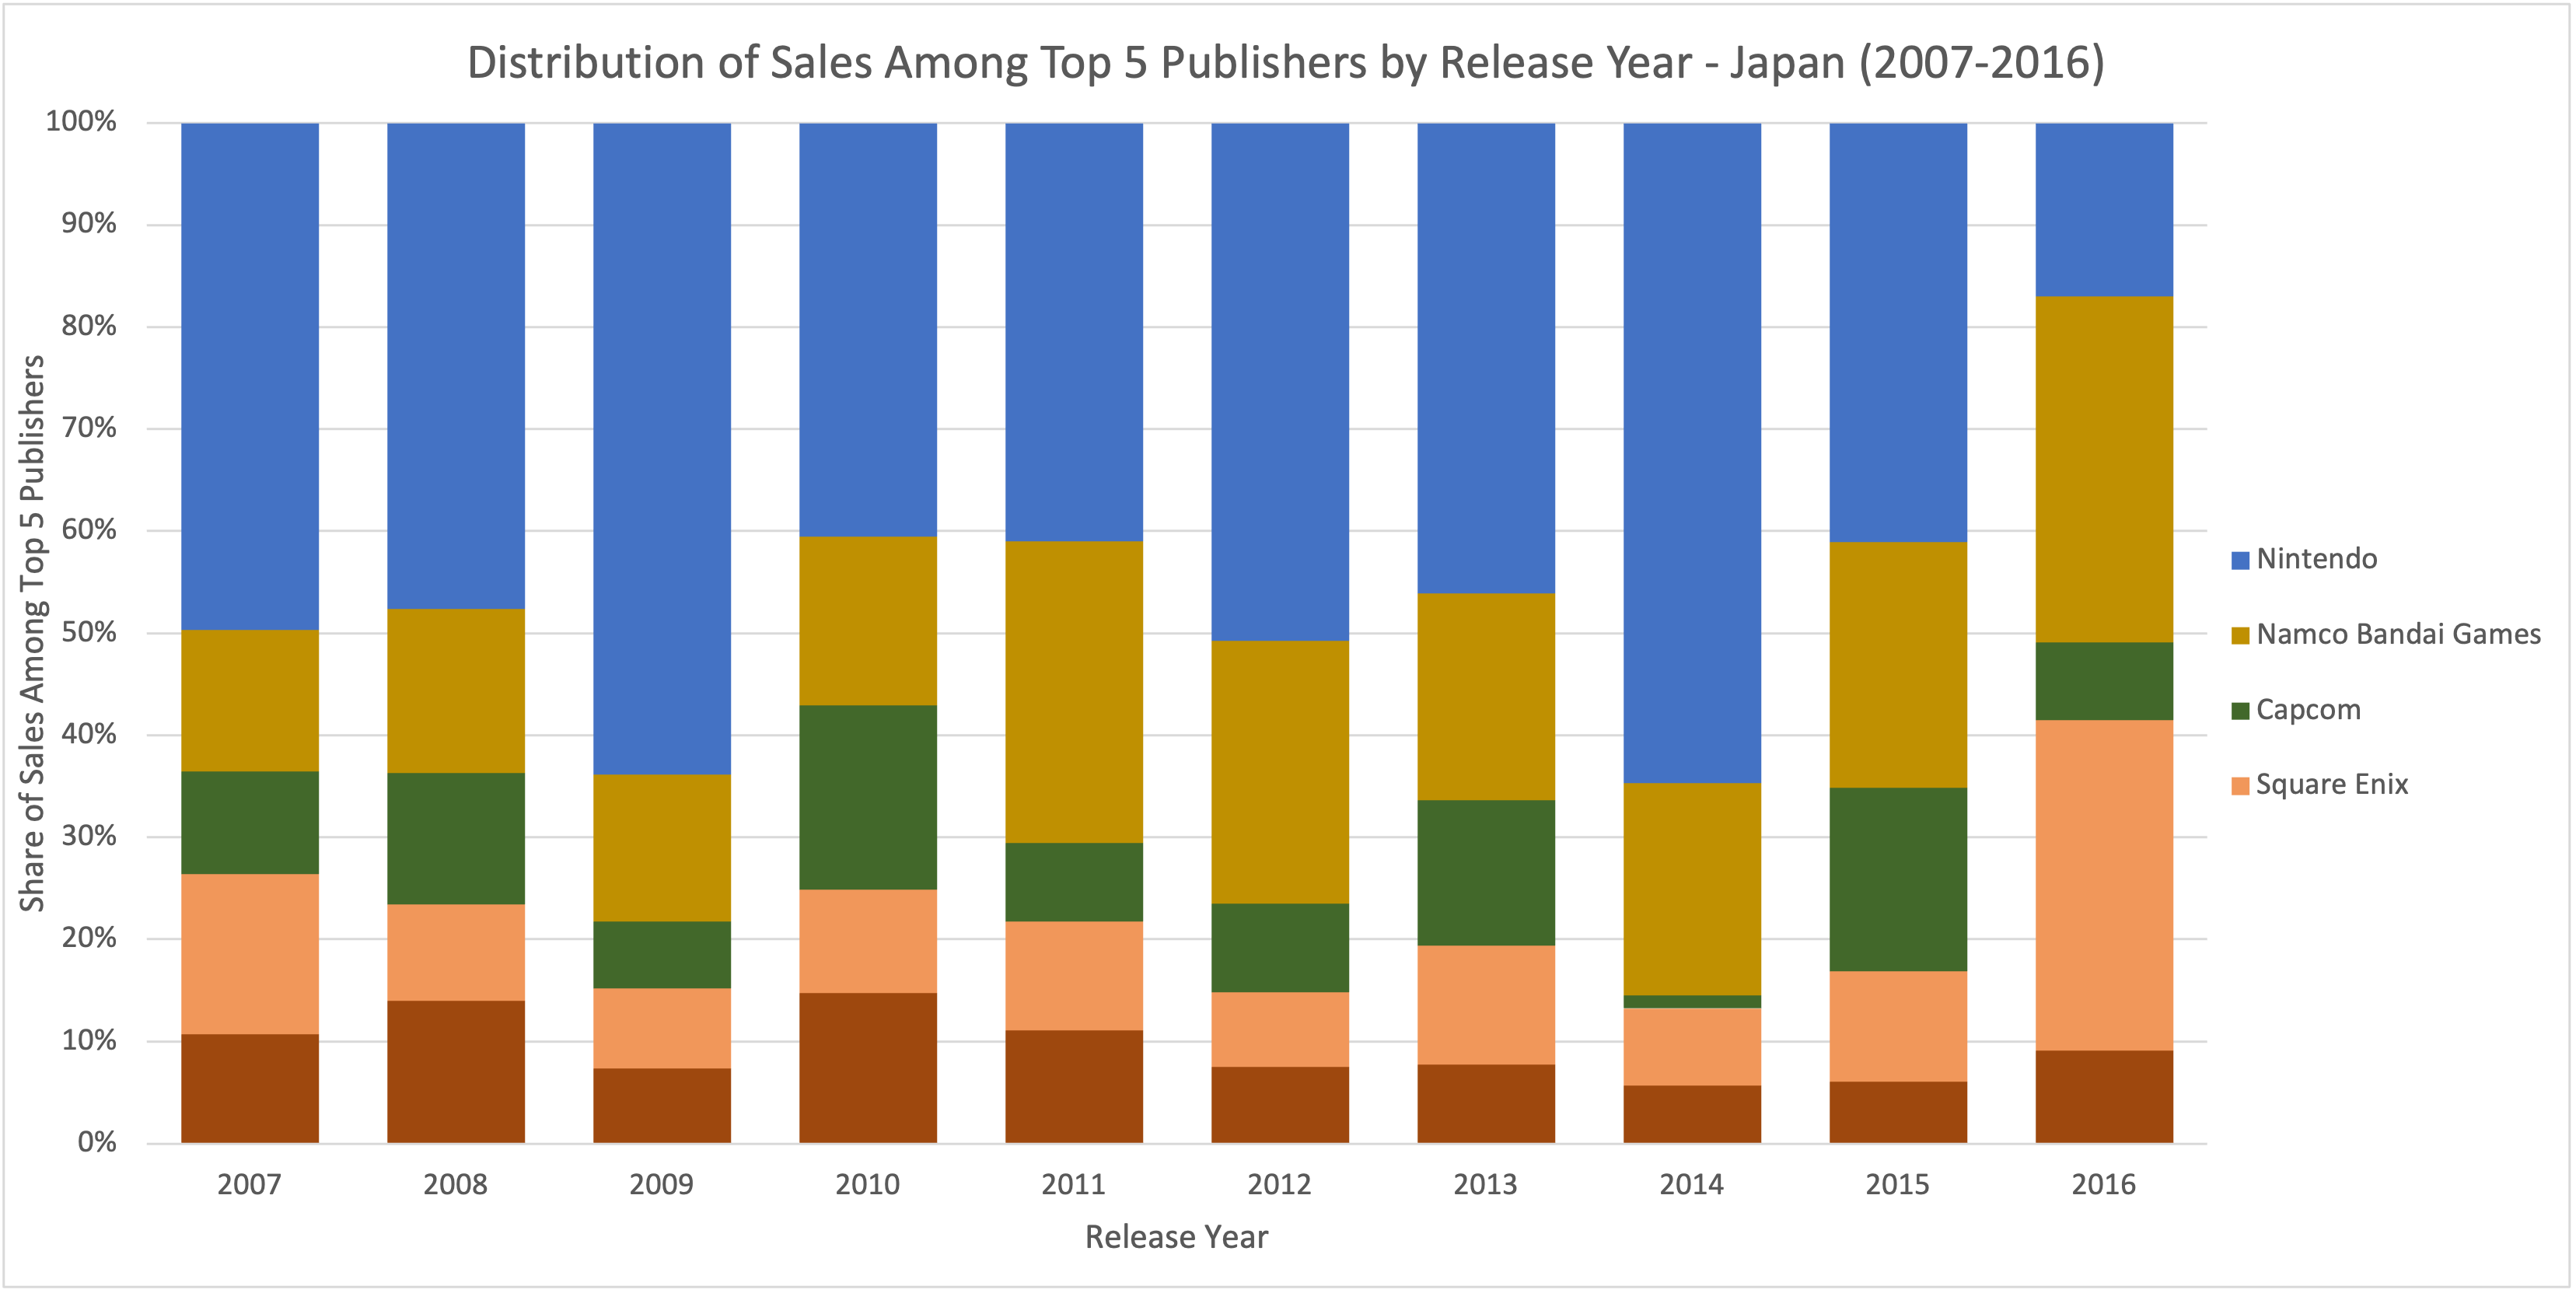 Distribution of Sales Among Top 5 Publishers by Release Year - Japan (2007-2016)
Share of Sales Among Top 5 Publishers
100%
90%
80%
70%
60%
50%
40%
30%
20%
10%
0%
2007 2008 2009 2010 2011 2012 2013 2014 2015 2016
Release Year
Nintendo
Namco Bandai Games
Capcom
Square Enix